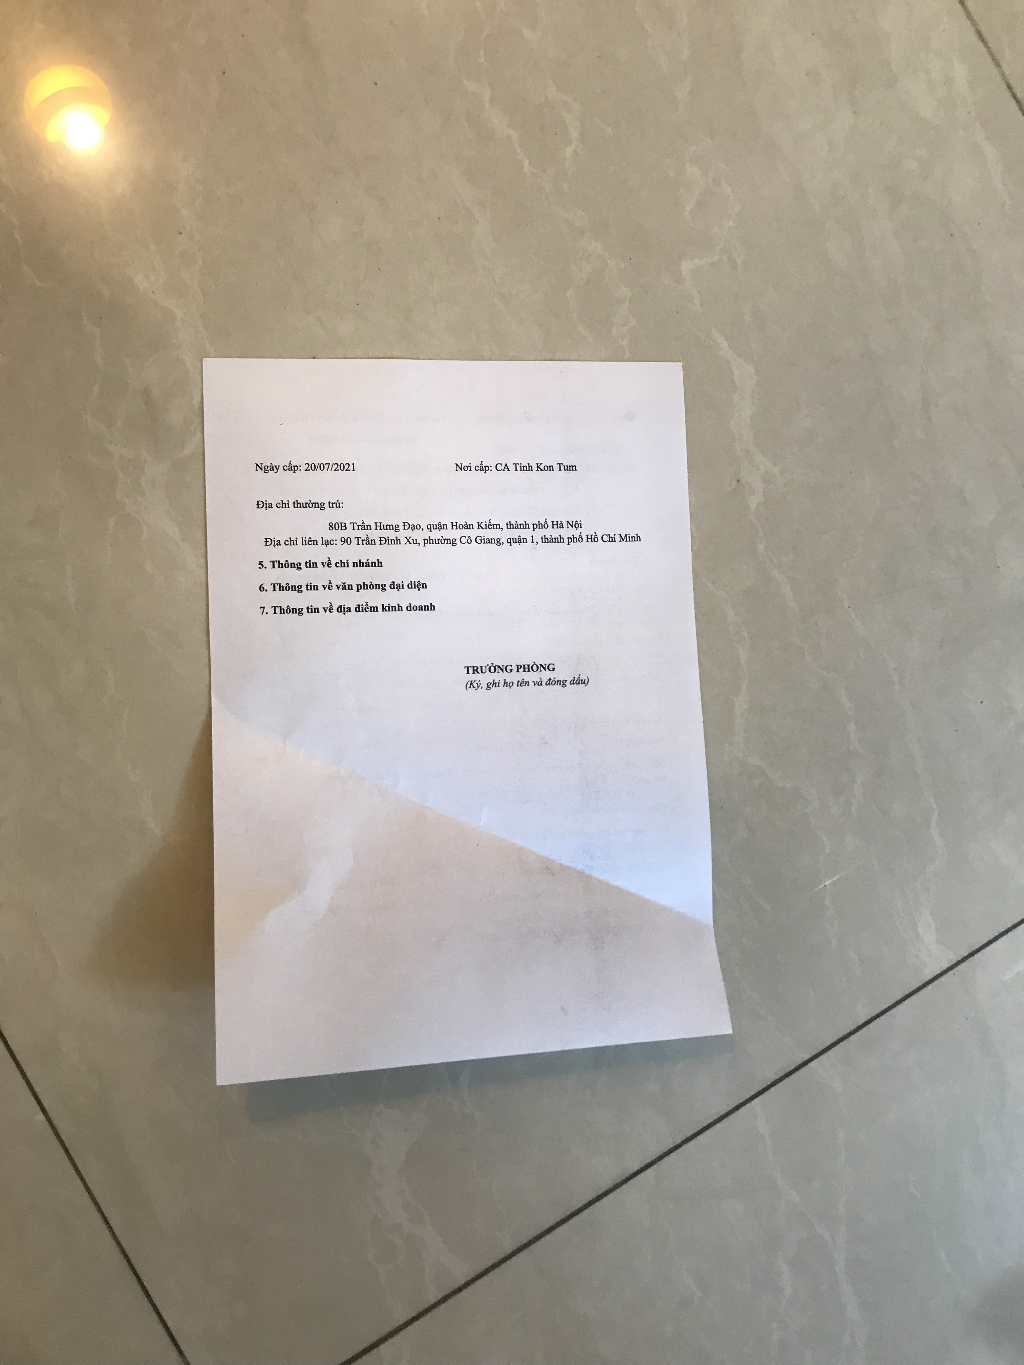 Ngày cấp: 20/07/2021 Nơi cấp: CA Tỉnh Kon Tum
Địa chỉ thường trú:
80B Trần Hưng Đạo, quận Hoàn Kiếm, thành phố Hà Nội
Địa chỉ liên lạc: 90 Trần Đình Xu, phường Cô Giang, quận 1, thành phố Hồ Chí Minh
5. Thông tin về chi nhánh
6. Thông tin về văn phòng đại diện
7. Thông tin về địa điểm kinh doanh
TRƯỞNG PHÒNG
(Ký, ghi họ tên và đóng dấu)